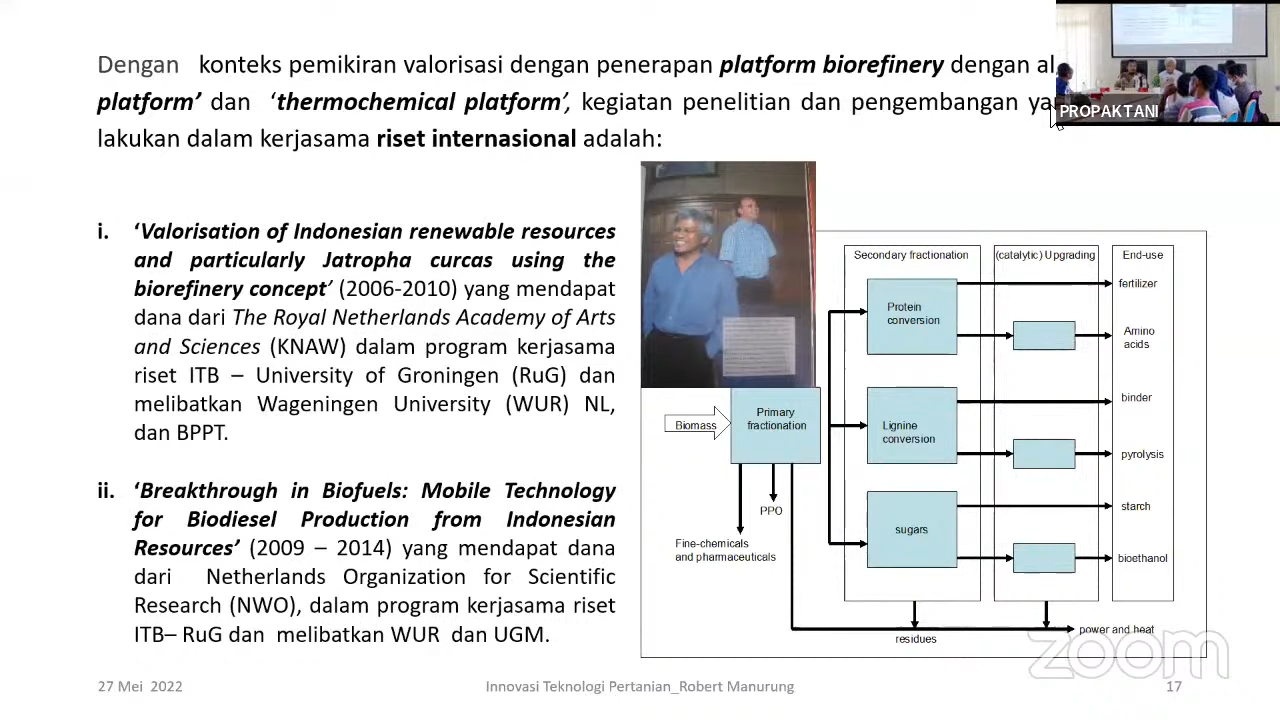 Dengan konteks pemikiran valorisasi dengan penerapan platform biorefinery dengan al
platform’ dan ‘thermochemical platform’, kegiatan penelitian dan pengembangan ya
lakukan dalam kerjasama riset internasional adalah:
PROPAKTANI
i. ‘Valorisation of Indonesian renewable resources
and particularly Jatropha curcas using the
biorefinery concept’ (2006-2010) yang mendapat
dana dari The Royal Netherlands Academy of Arts
and Sciences (KNAW) dalam program kerjasama
riset ITB – University of Groningen (RuG) dan
melibatkan Wageningen University (WUR) NL,
dan BPPT.
ii. ‘Breakthrough in Biofuels: Mobile Technology
for Biodiesel Production from Indonesian
Resources’ (2009 – 2014) yang mendapat dana
dari Netherlands Organization for Scientific
Research (NWO), dalam program kerjasama riset
ITB– RuG dan melibatkan WUR dan UGM.
Biomass
Primary
fractionation
PPO
Fine-chemicals
and pharmaceuticals
Secondary fractionation
Protein
conversion
Lignine
conversion
sugars
residues
(catalytic) Upgrading
End-use
fertilizer
Amino
acids
binder
pyrolysis
starch
bioethanol
power and heat
zoom
27 Mei 2022
Innovasi Teknologi Pertanian_Robert Manurung
17